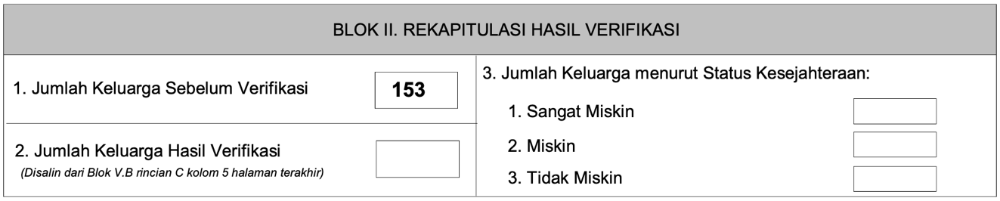 BLOK II. REKAPITULASI HASIL VERIFIKASI
1. Jumlah Keluarga Sebelum Verifikasi
153
2. Jumlah Keluarga Hasil Verifikasi
(Disalin dari Blok V.B rincian C kolom 5 halaman terakhir)
3. Jumlah Keluarga menurut Status Kesejahteraan:
1. Sangat Miskin
2. Miskin
3. Tidak Miskin